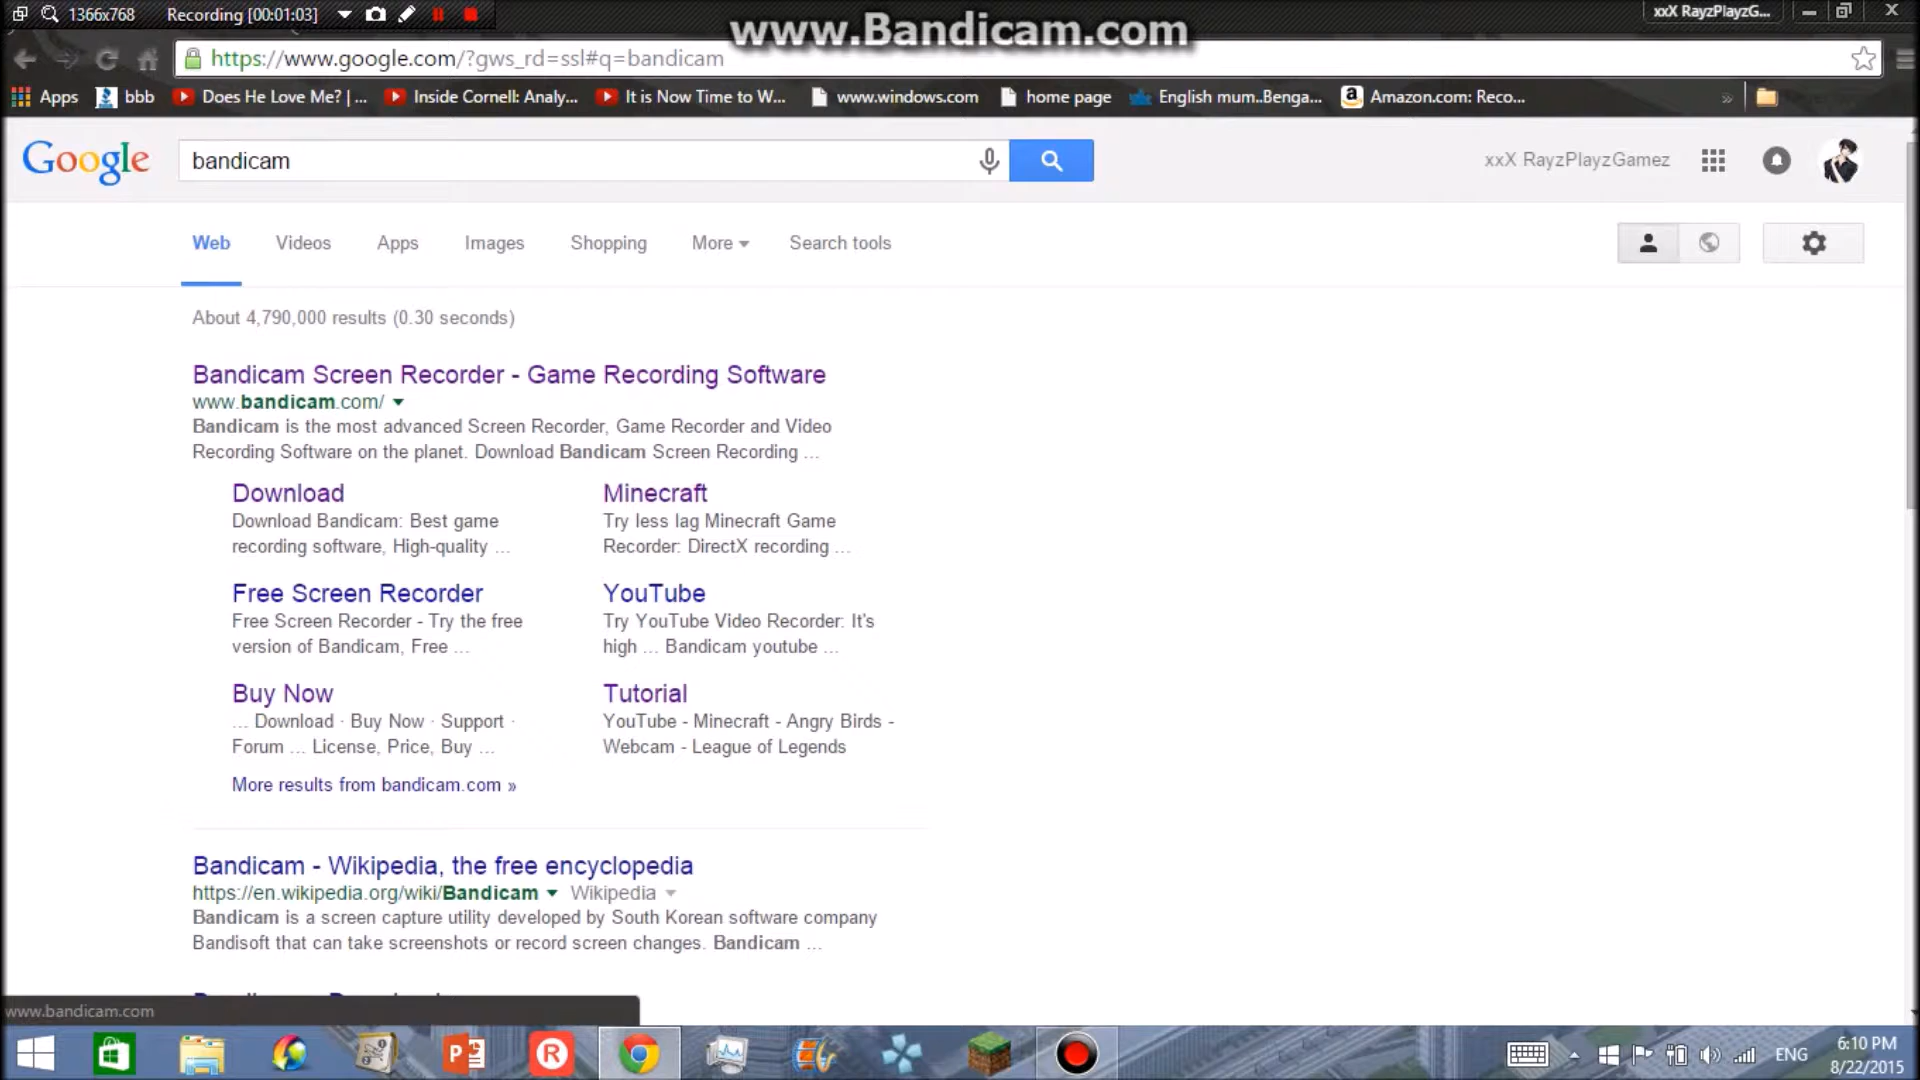 1366x768 Recording [00:01:03] www.Bandicam.com xxX RayzPlayzG...
https://www.google.com/?gws_rd=ssl#q=bandicam
Apps bbb Does He Love Me? | ... Inside Cornell: Analy... It is Now Time to W... www.windows.com home page English mum..Benga... Amazon.com: Reco... »
Google bandicam xxX RayzPlayzGamez
Web Videos Apps Images Shopping More Search tools
About 4,790,000 results (0.30 seconds)
Bandicam Screen Recorder - Game Recording Software
www.bandicam.com/
Bandicam is the most advanced Screen Recorder, Game Recorder and Video
Recording Software on the planet. Download Bandicam Screen Recording ...
Download
Download Bandicam: Best game
recording software, High-quality ...
Minecraft
Try less lag Minecraft Game
Recorder: DirectX recording ...
Free Screen Recorder
Free Screen Recorder - Try the free
version of Bandicam, Free ...
YouTube
Try YouTube Video Recorder: It's
high ... Bandicam youtube ...
Buy Now
... Download · Buy Now · Support ·
Forum ... License, Price, Buy ...
Tutorial
YouTube - Minecraft - Angry Birds -
Webcam - League of Legends
More results from bandicam.com »
Bandicam - Wikipedia, the free encyclopedia
https://en.wikipedia.org/wiki/Bandicam Wikipedia
Bandicam is a screen capture utility developed by South Korean software company
Bandisoft that can take screenshots or record screen changes. Bandicam ...
www.bandicam.com
ENG 6:10 PM
8/22/2015